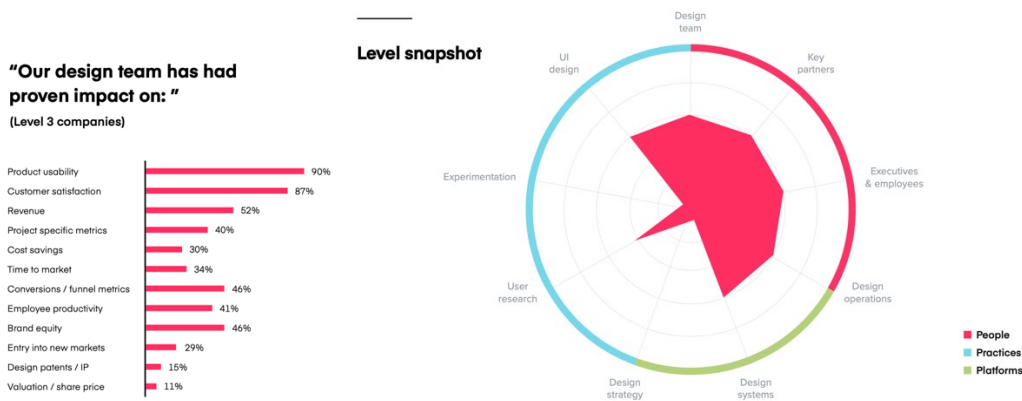 “Our design team has had
proven impact on: ”
(Level 3 companies)
Product usability 90%
Customer satisfaction 87%
Revenue 52%
Project specific metrics 40%
Cost savings 30%
Time to market 34%
Conversions / funnel metrics 46%
Employee productivity 41%
Brand equity 46%
Entry into new markets 29%
Design patents / IP 15%
Valuation / share price 11%
Level snapshot
Design
team
Key
partners
Executives
& employees
Design
operations
Design
systems
Design
strategy
User
research
Experimentation
UI
design
People
Practices
Platforms